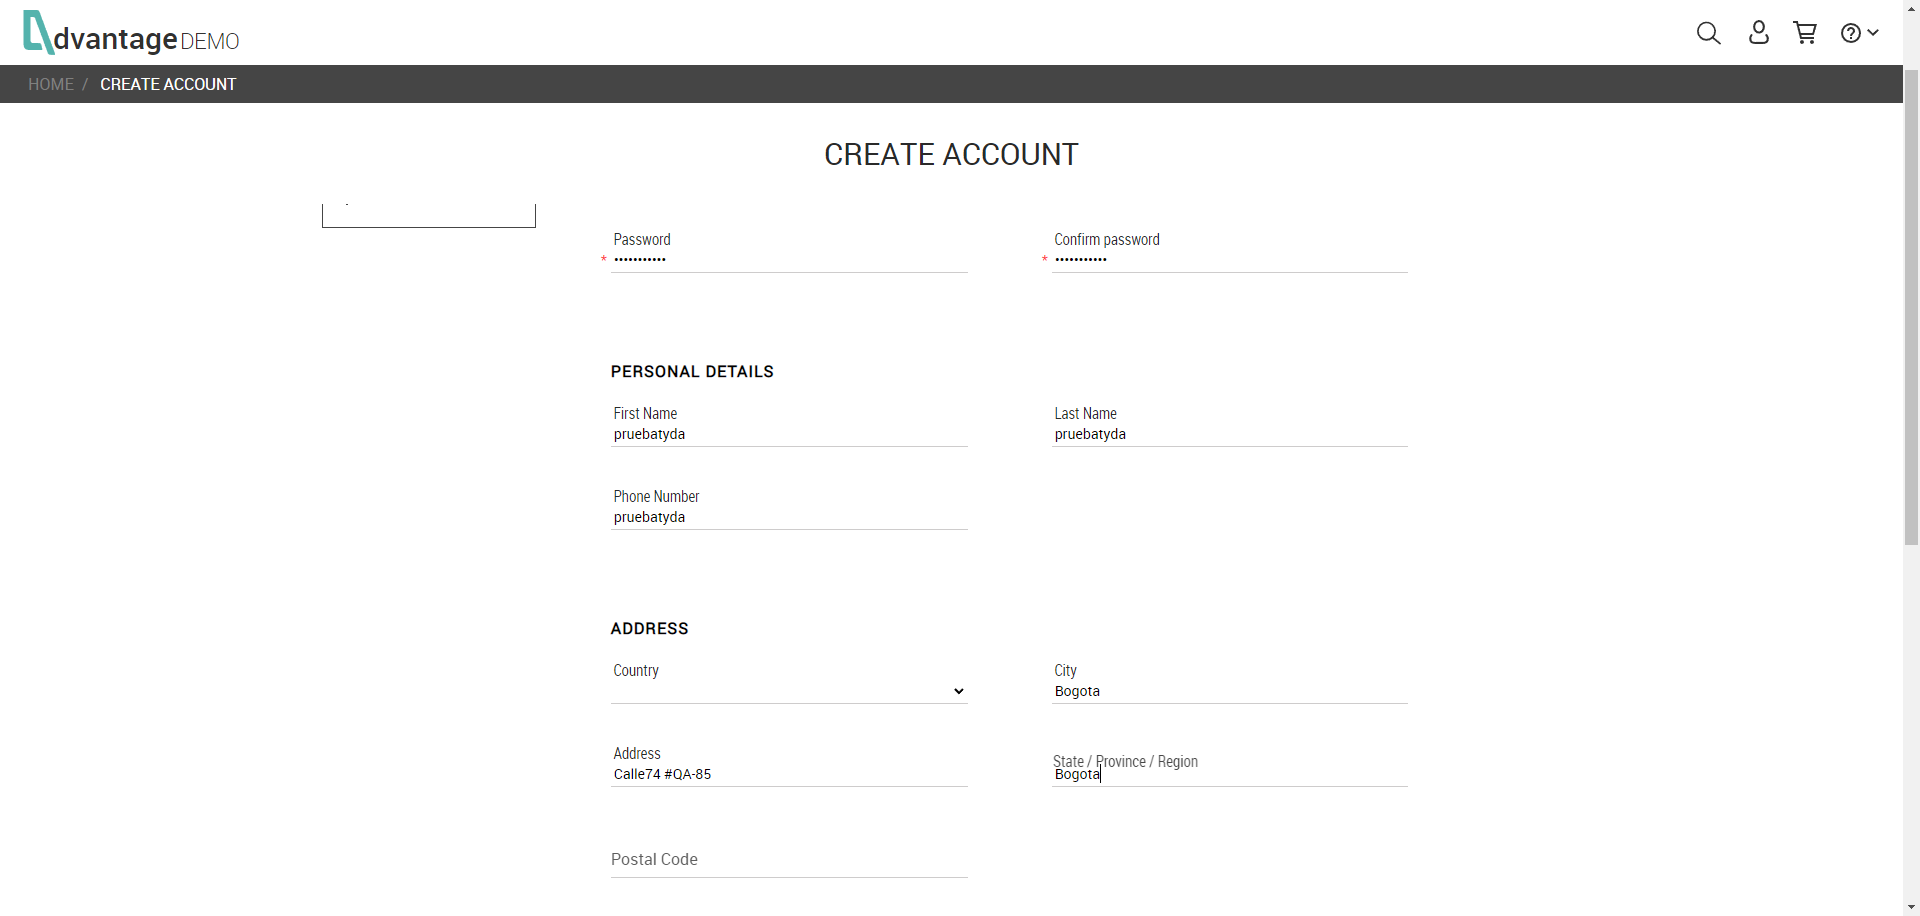 dvantage DEMO
HOME / CREATE ACCOUNT
CREATE ACCOUNT
Password
Confirm password
* •••••••••••
* •••••••••••
PERSONAL DETAILS
First Name
Last Name
pruebatyda
pruebatyda
Phone Number
pruebatyda
ADDRESS
Country
City
Bogota
Address
State / Province / Region
Calle74 #QA-85
Bogota
Postal Code